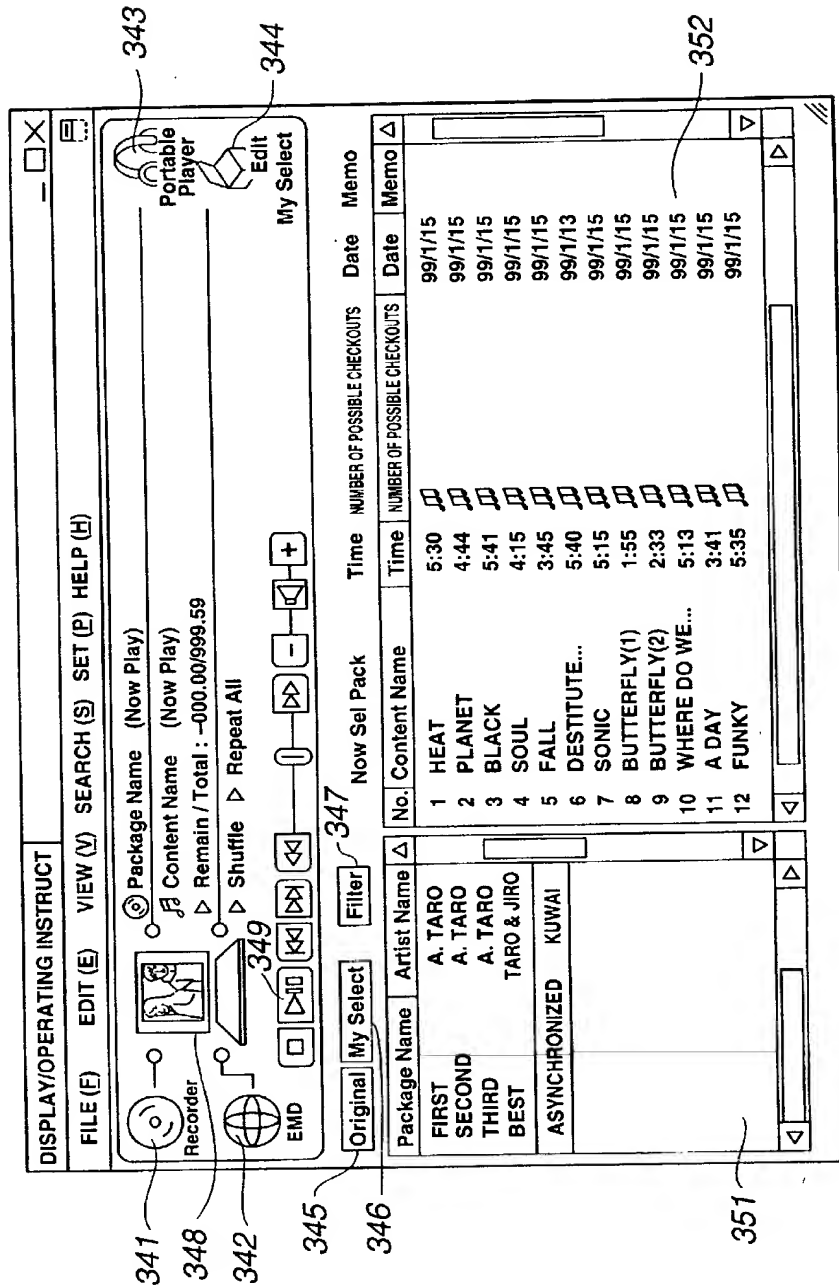 DISPLAY/OPERATING INSTRUCT
FILE (F) EDIT (E) VIEW (V) SEARCH (S) SET (P) HELP (H)
341
Recorder
348
342
EMD
349
Package Name (Now Play)
Content Name (Now Play)
Remain / Total : –000.00/999.59
Shuffle Repeat All
Portable Player
343
Edit
344
My Select
345
Original My Select Filter
346
347
Now Sel Pack Time NUMBER OF POSSIBLE CHECKOUTS Date Memo
Package Name Artist Name
FIRST A. TARO
SECOND A. TARO
THIRD A. TARO
BEST TARO & JIRO
ASYNCHRONIZED KUWAI
351
No. Content Name Time NUMBER OF POSSIBLE CHECKOUTS Date Memo
1 HEAT 5:30 99/1/15
2 PLANET 4:44 99/1/15
3 BLACK 5:41 99/1/15
4 SOUL 4:15 99/1/15
5 FALL 3:45 99/1/15
6 DESTITUTE... 5:40 99/1/13
7 SONIC 5:15 99/1/15
8 BUTTERFLY(1) 1:55 99/1/15
9 BUTTERFLY(2) 2:33 99/1/15
10 WHERE DO WE... 5:13 99/1/15
11 A DAY 3:41 99/1/15
12 FUNKY 5:35 99/1/15
352